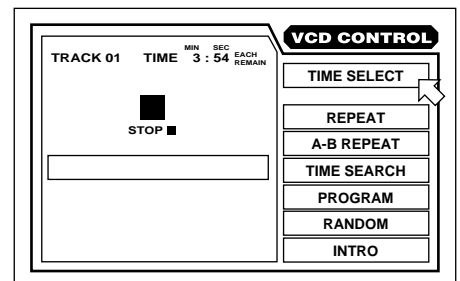 VCD CONTROL
MIN SEC
TRACK 01 TIME 3 : 54 EACH REMAIN
STOP
TIME SELECT
REPEAT
A-B REPEAT
TIME SEARCH
PROGRAM
RANDOM
INTRO